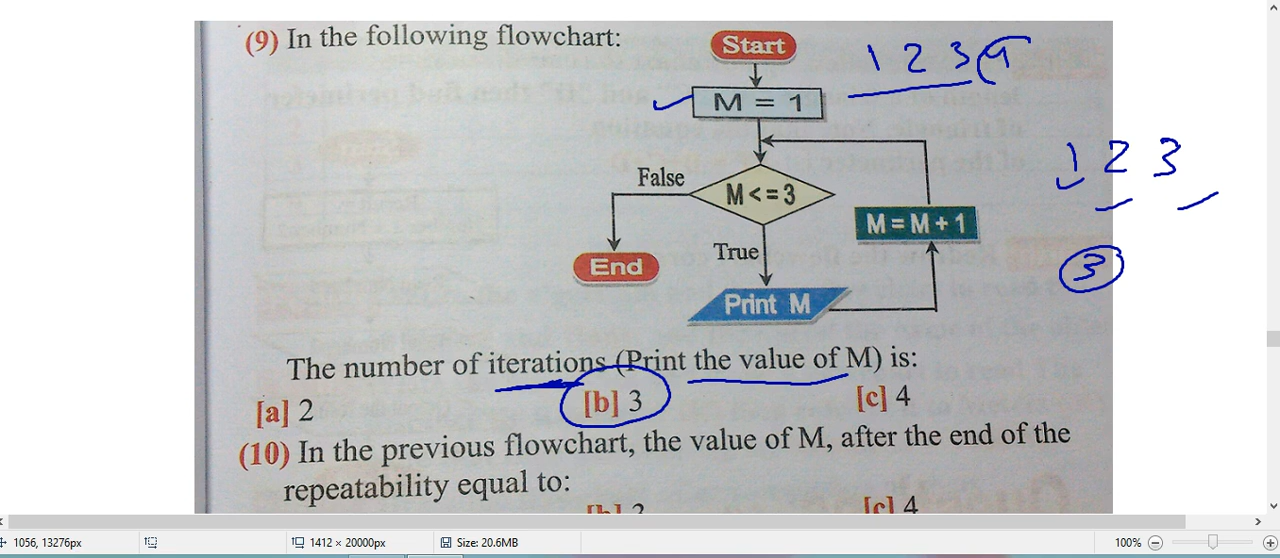 (9) In the following flowchart:
Start
1 2 3 4
M = 1
1 2 3
False
M < = 3
M = M + 1
True
End
3
Print M
The number of iterations (Print the value of M) is:
[a] 2 [b] 3 [c] 4
(10) In the previous flowchart, the value of M, after the end of the
repeatability equal to:
[c] 4
1056, 13276px 1412 × 20000px Size: 20.6MB 100%